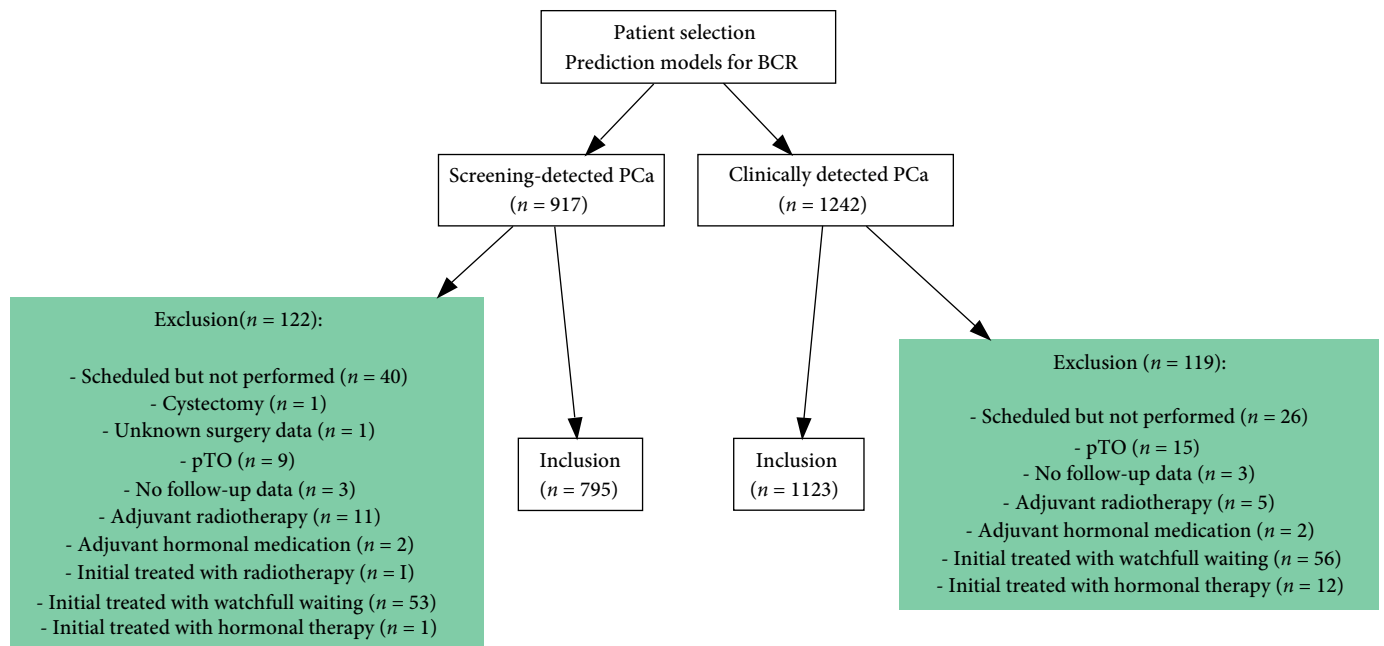 Patient selection
Prediction models for BCR
Screening-detected PCa
(n = 917)
Clinically detected PCa
(n = 1242)
Exclusion(n = 122):
- Scheduled but not performed (n = 40)
- Cystectomy (n = 1)
- Unknown surgery data (n = 1)
- pTO (n = 9)
- No follow-up data (n = 3)
- Adjuvant radiotherapy (n = 11)
- Adjuvant hormonal medication (n = 2)
- Initial treated with radiotherapy (n = I)
- Initial treated with watchfull waiting (n = 53)
- Initial treated with hormonal therapy (n = 1)
Inclusion
(n = 795)
Inclusion
(n = 1123)
Exclusion (n = 119):
- Scheduled but not performed (n = 26)
- pTO (n = 15)
- No follow-up data (n = 3)
- Adjuvant radiotherapy (n = 5)
- Adjuvant hormonal medication (n = 2)
- Initial treated with watchfull waiting (n = 56)
- Initial treated with hormonal therapy (n = 12)